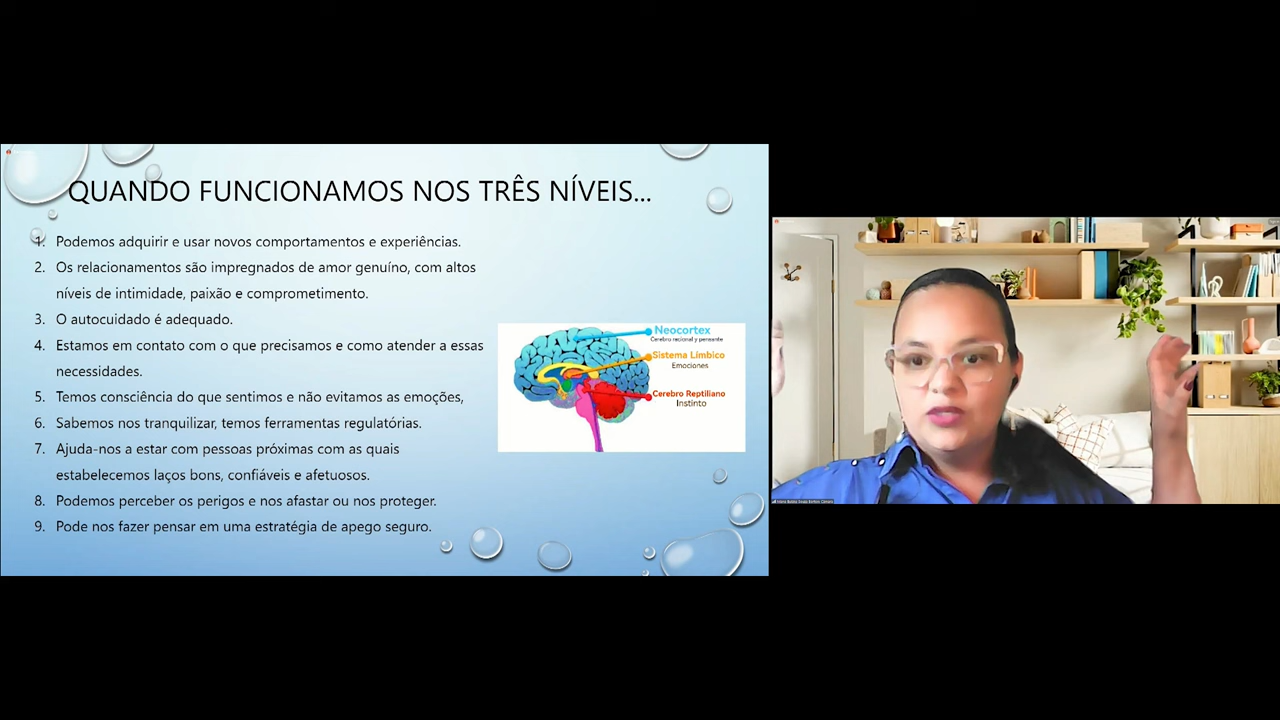 QUANDO FUNCIONAMOS NOS TRÊS NÍVEIS...
1. Podemos adquirir e usar novos comportamentos e experiências.
2. Os relacionamentos são impregnados de amor genuíno, com altos
níveis de intimidade, paixão e comprometimento.
3. O autocuidado é adequado.
4. Estamos em contato com o que precisamos e como atender a essas
necessidades.
5. Temos consciência do que sentimos e não evitamos as emoções,
6. Sabemos nos tranquilizar, temos ferramentas regulatórias.
7. Ajuda-nos a estar com pessoas próximas com as quais
estabelecemos laços bons, confiáveis e afetuosos.
8. Podemos perceber os perigos e nos afastar ou nos proteger.
9. Pode nos fazer pensar em uma estratégia de apego seguro.
Neocortex
Cerebro racional y pensante
Sistema Límbico
Emociones
Cerebro Reptiliano
Instinto